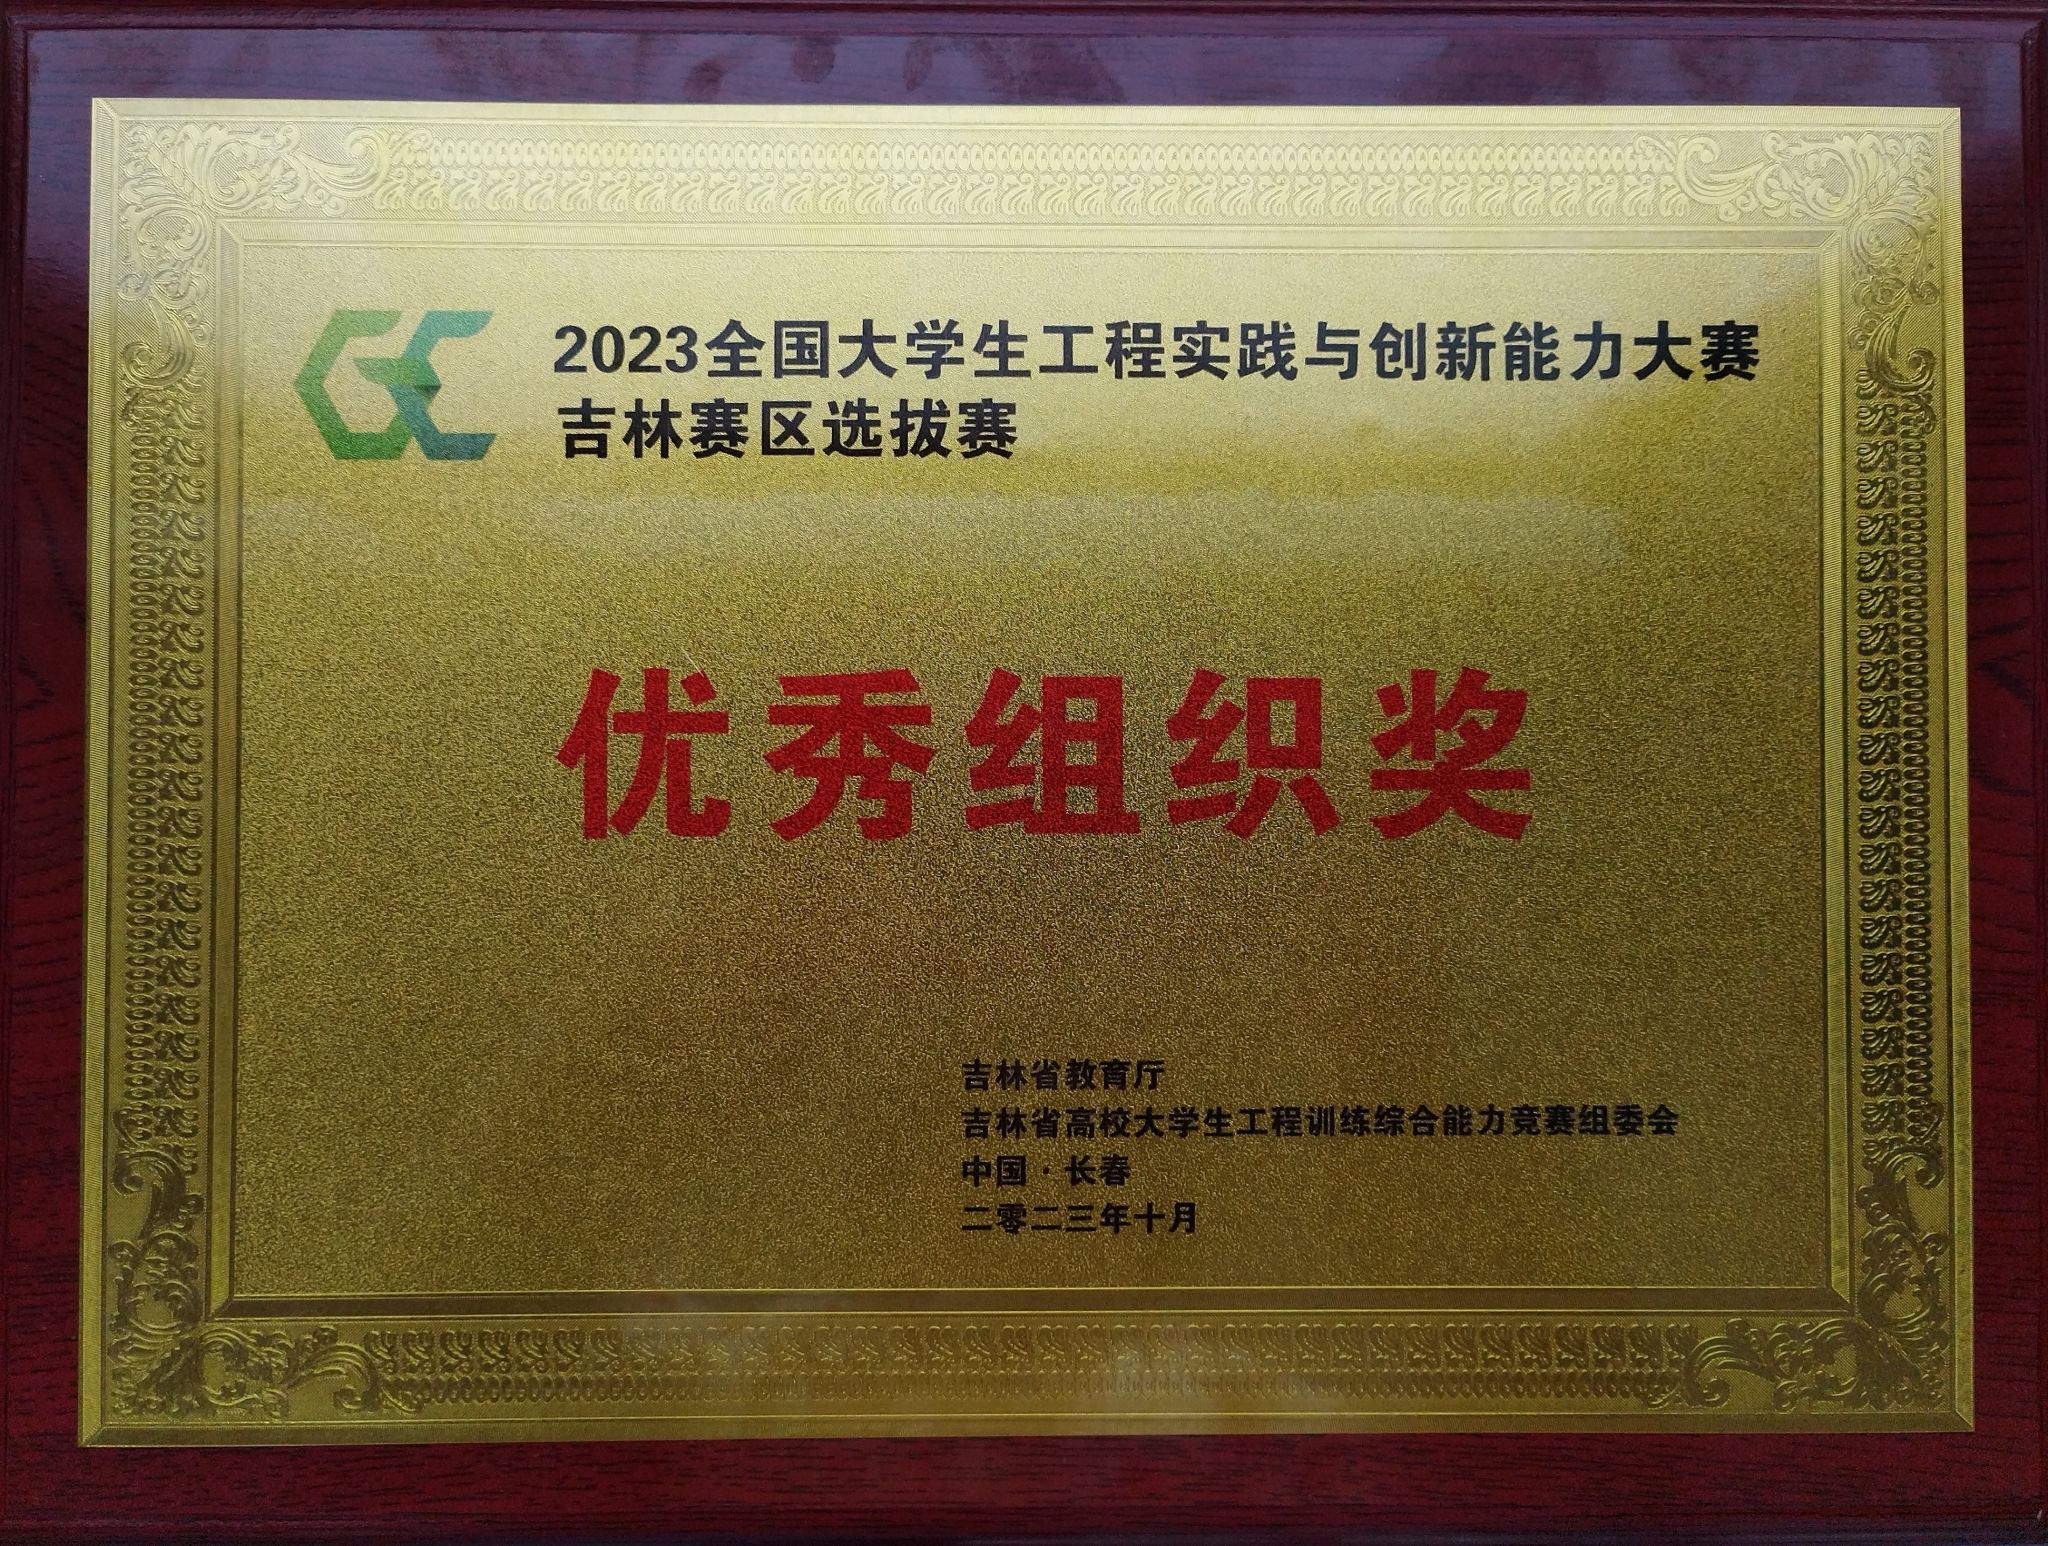 GC
2023全国大学生工程实践与创新能力大赛
吉林赛区选拔赛
优秀组织奖
吉林省教育厅
吉林省高校大学生工程训练综合能力竞赛组委会
中国·长春
二零二三年十月